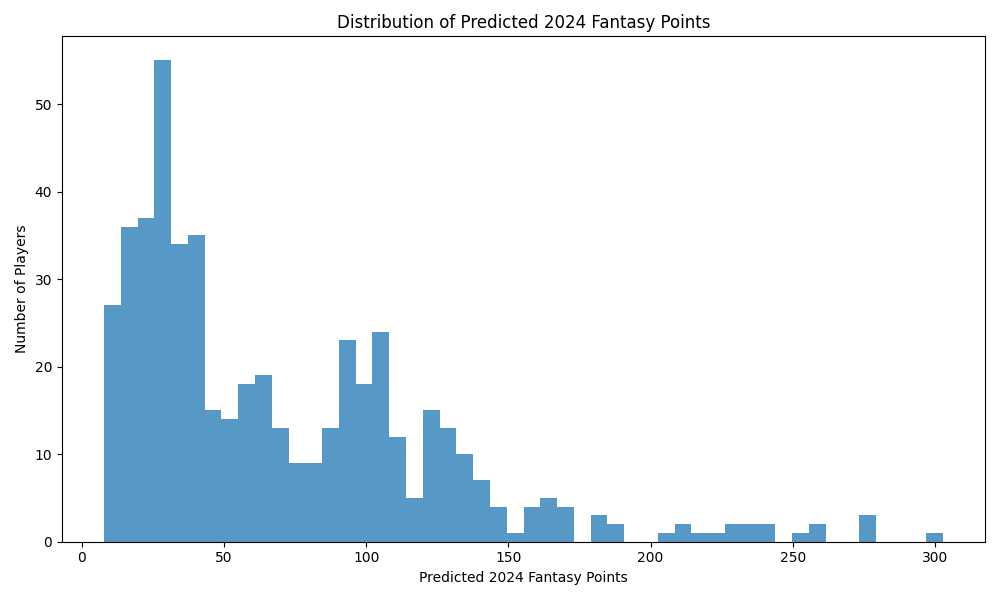 Distribution of Predicted 2024 Fantasy Points
Number of Players
50
40
30
20
10
0
0 50 100 150 200 250 300
Predicted 2024 Fantasy Points